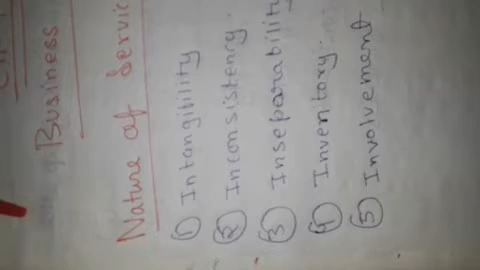 Business
Nature of Servic
① Intangibility
② Inconsistency.
③ Inseparability
④ Inventory.
⑤ Involvement